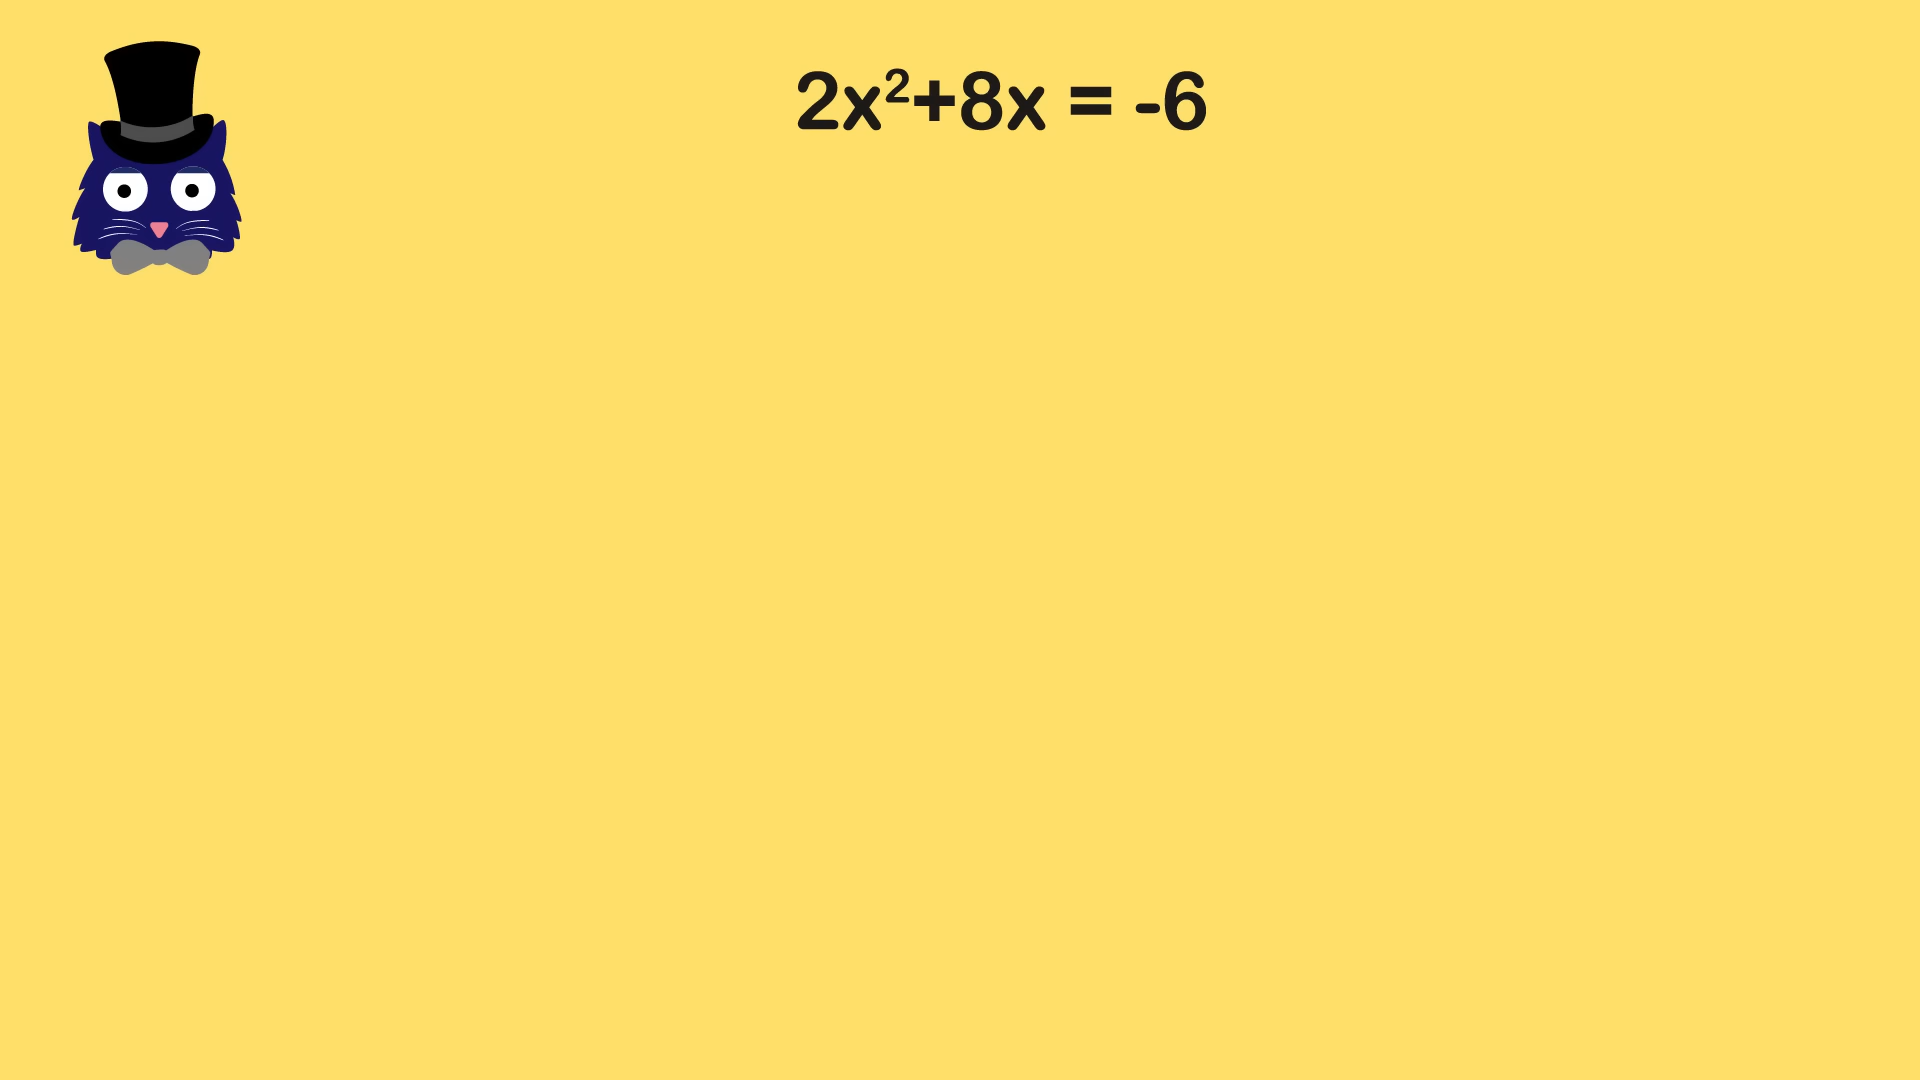 2x²+8x = -6